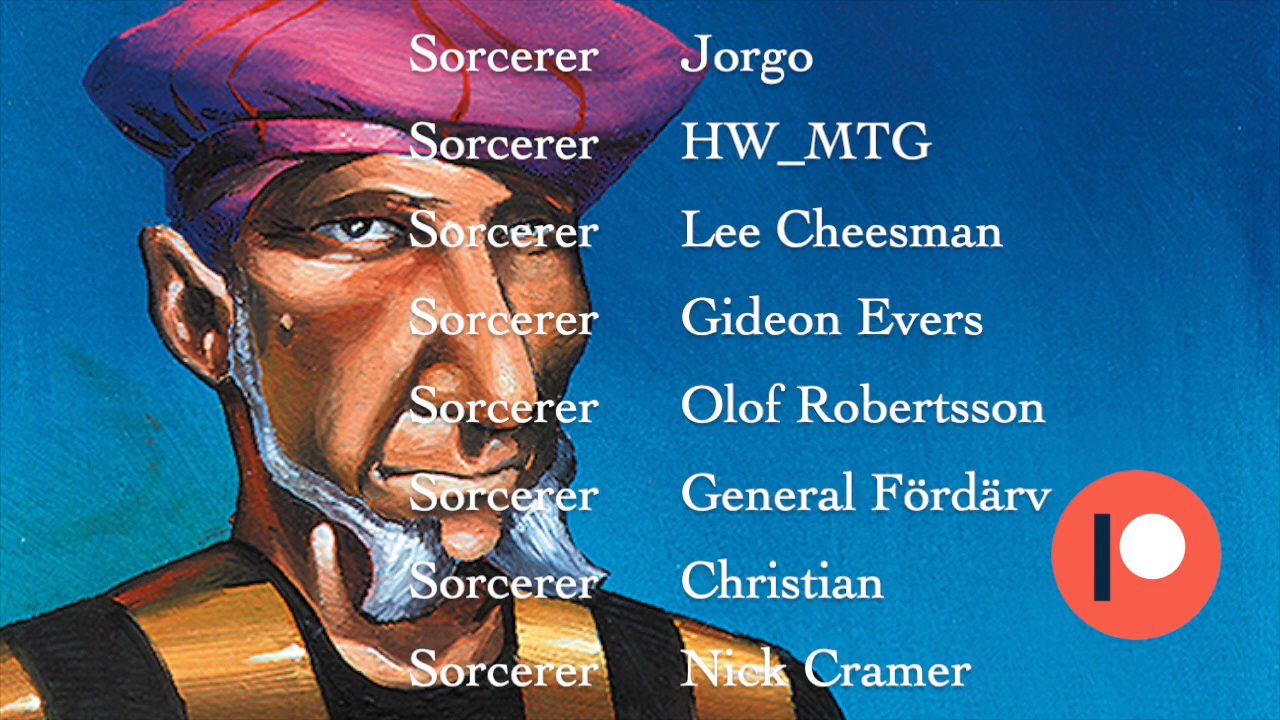 Sorcerer Jorgo
Sorcerer HW_MTG
Sorcerer Lee Cheesman
Sorcerer Gideon Evers
Sorcerer Olof Robertsson
Sorcerer General Fördärv
Sorcerer Christian
Sorcerer Nick Cramer